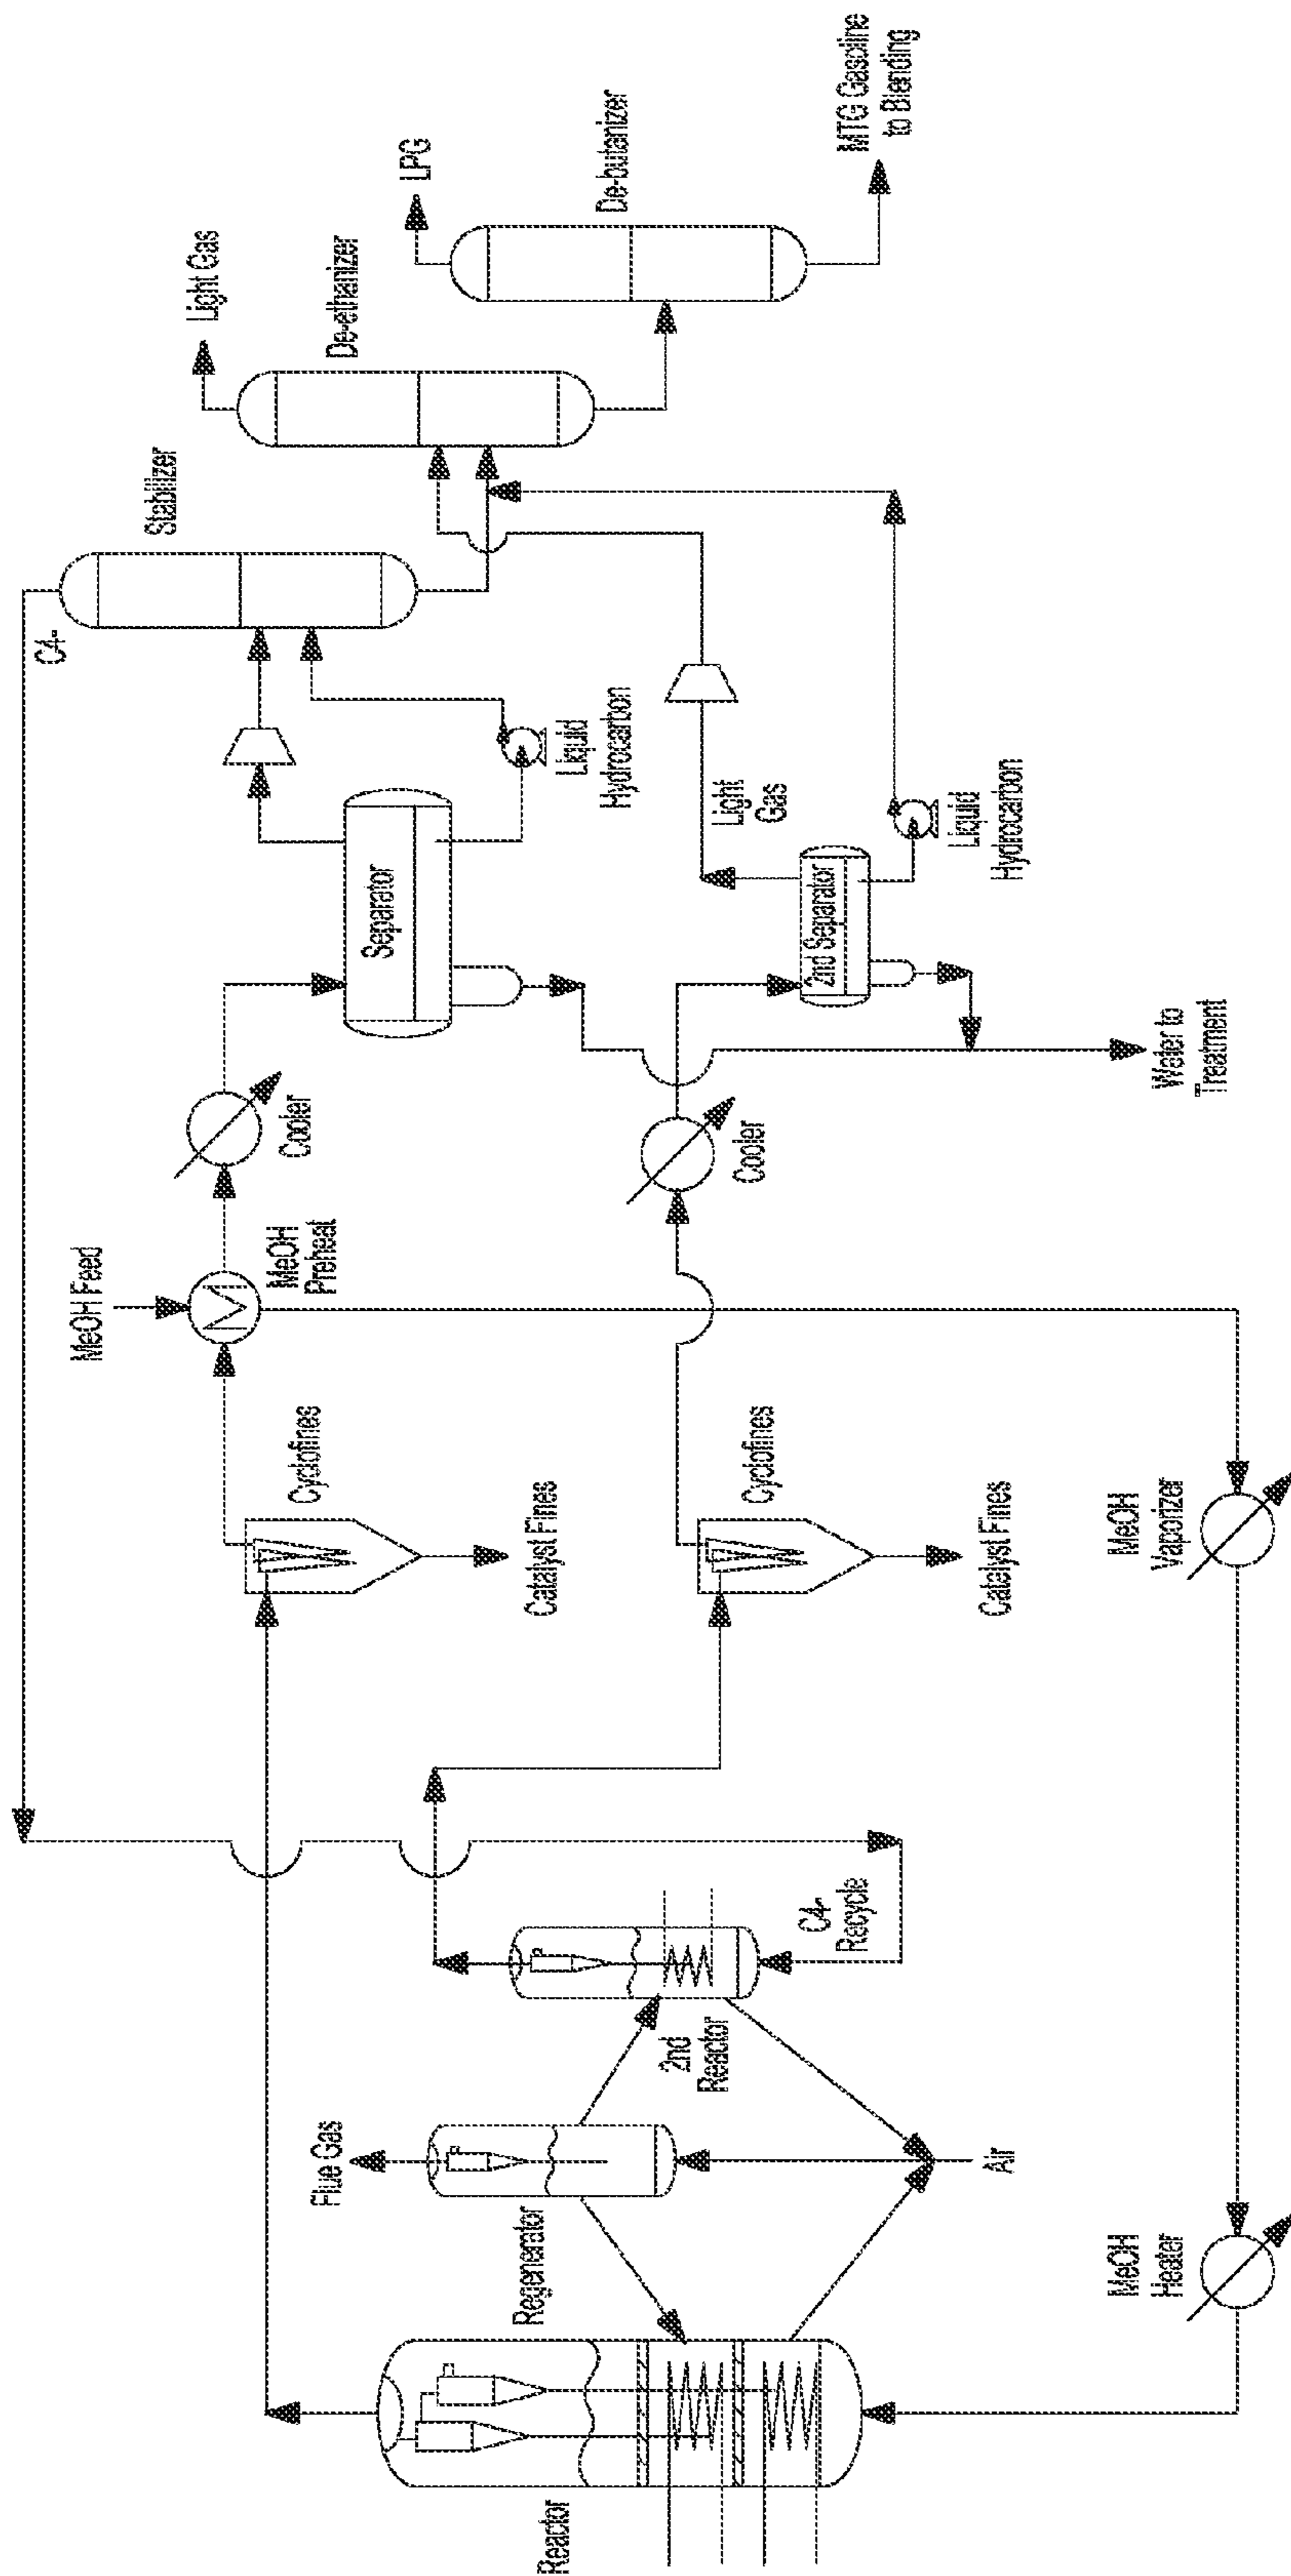 Reactor
Regenerator
Flue Gas
2nd
Reactor
Air
C4-
Recycle
MeOH
Heater
MeOH
Vaporizer
Cyclofines
Catalyst Fines
Cyclofines
Catalyst Fines
MeOH Feed
MeOH
Preheat
Cooler
Cooler
Separator
2nd Separator
Water to
Treatment
Liquid
Hydrocarbon
Light
Gas
Liquid
Hydrocarbon
C4-
Stabilizer
Light Gas
De-ethanizer
LPG
De-butanizer
MTG Gasoline
to Blending